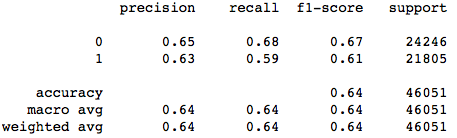 precision recall f1-score support
0 0.65 0.68 0.67 24246
1 0.63 0.59 0.61 21805
accuracy 0.64 46051
macro avg 0.64 0.64 0.64 46051
weighted avg 0.64 0.64 0.64 46051